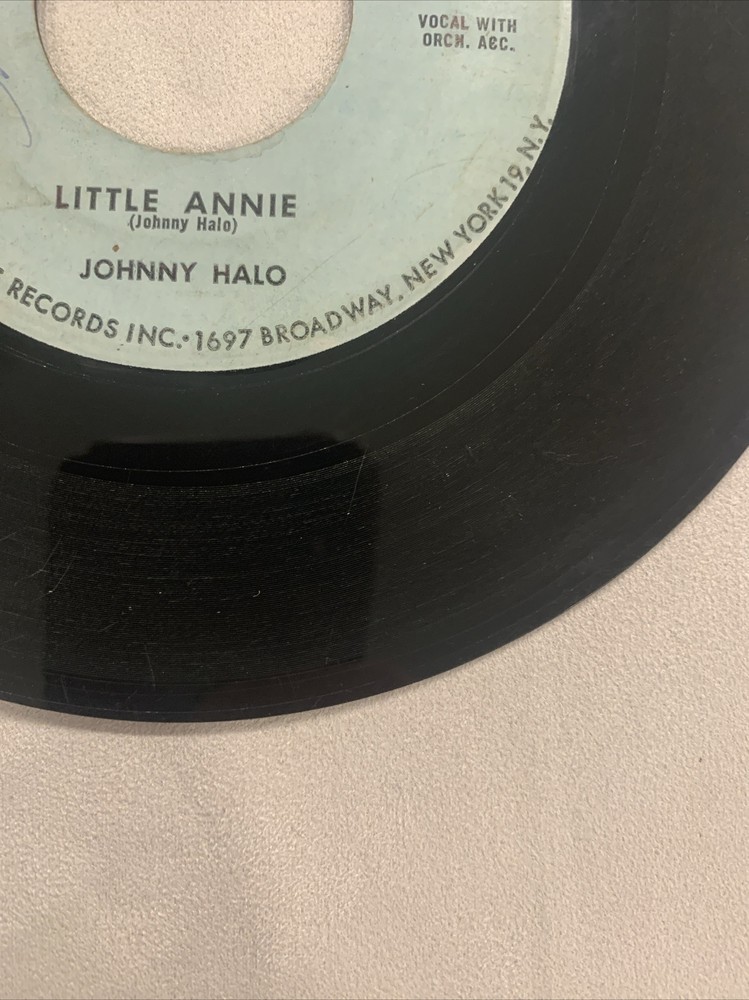 VOCAL WITH
ORCH. ACC.
LITTLE ANNIE
(Johnny Halo)
JOHNNY HALO
RECORDS INC. • 1697 BROADWAY, NEW YORK 19, N.Y.